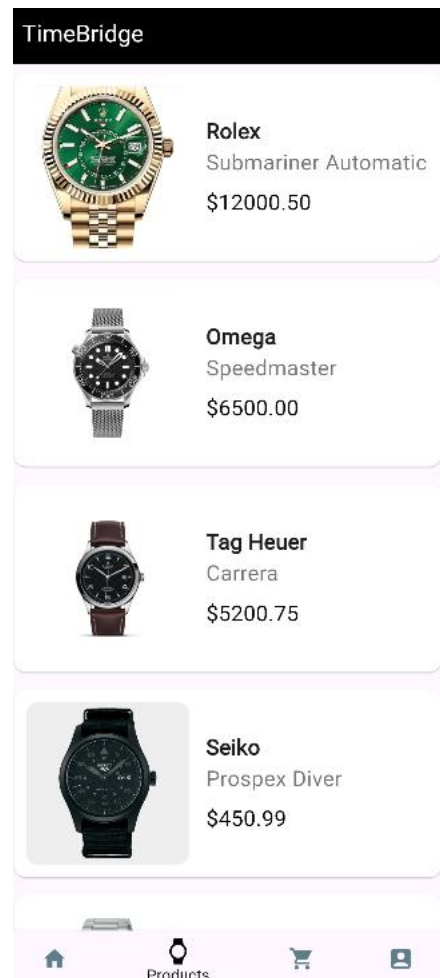 TimeBridge
Rolex
Submariner Automatic
$12000.50
Omega
Speedmaster
$6500.00
Tag Heuer
Carrera
$5200.75
Seiko
Prospex Diver
$450.99
Products